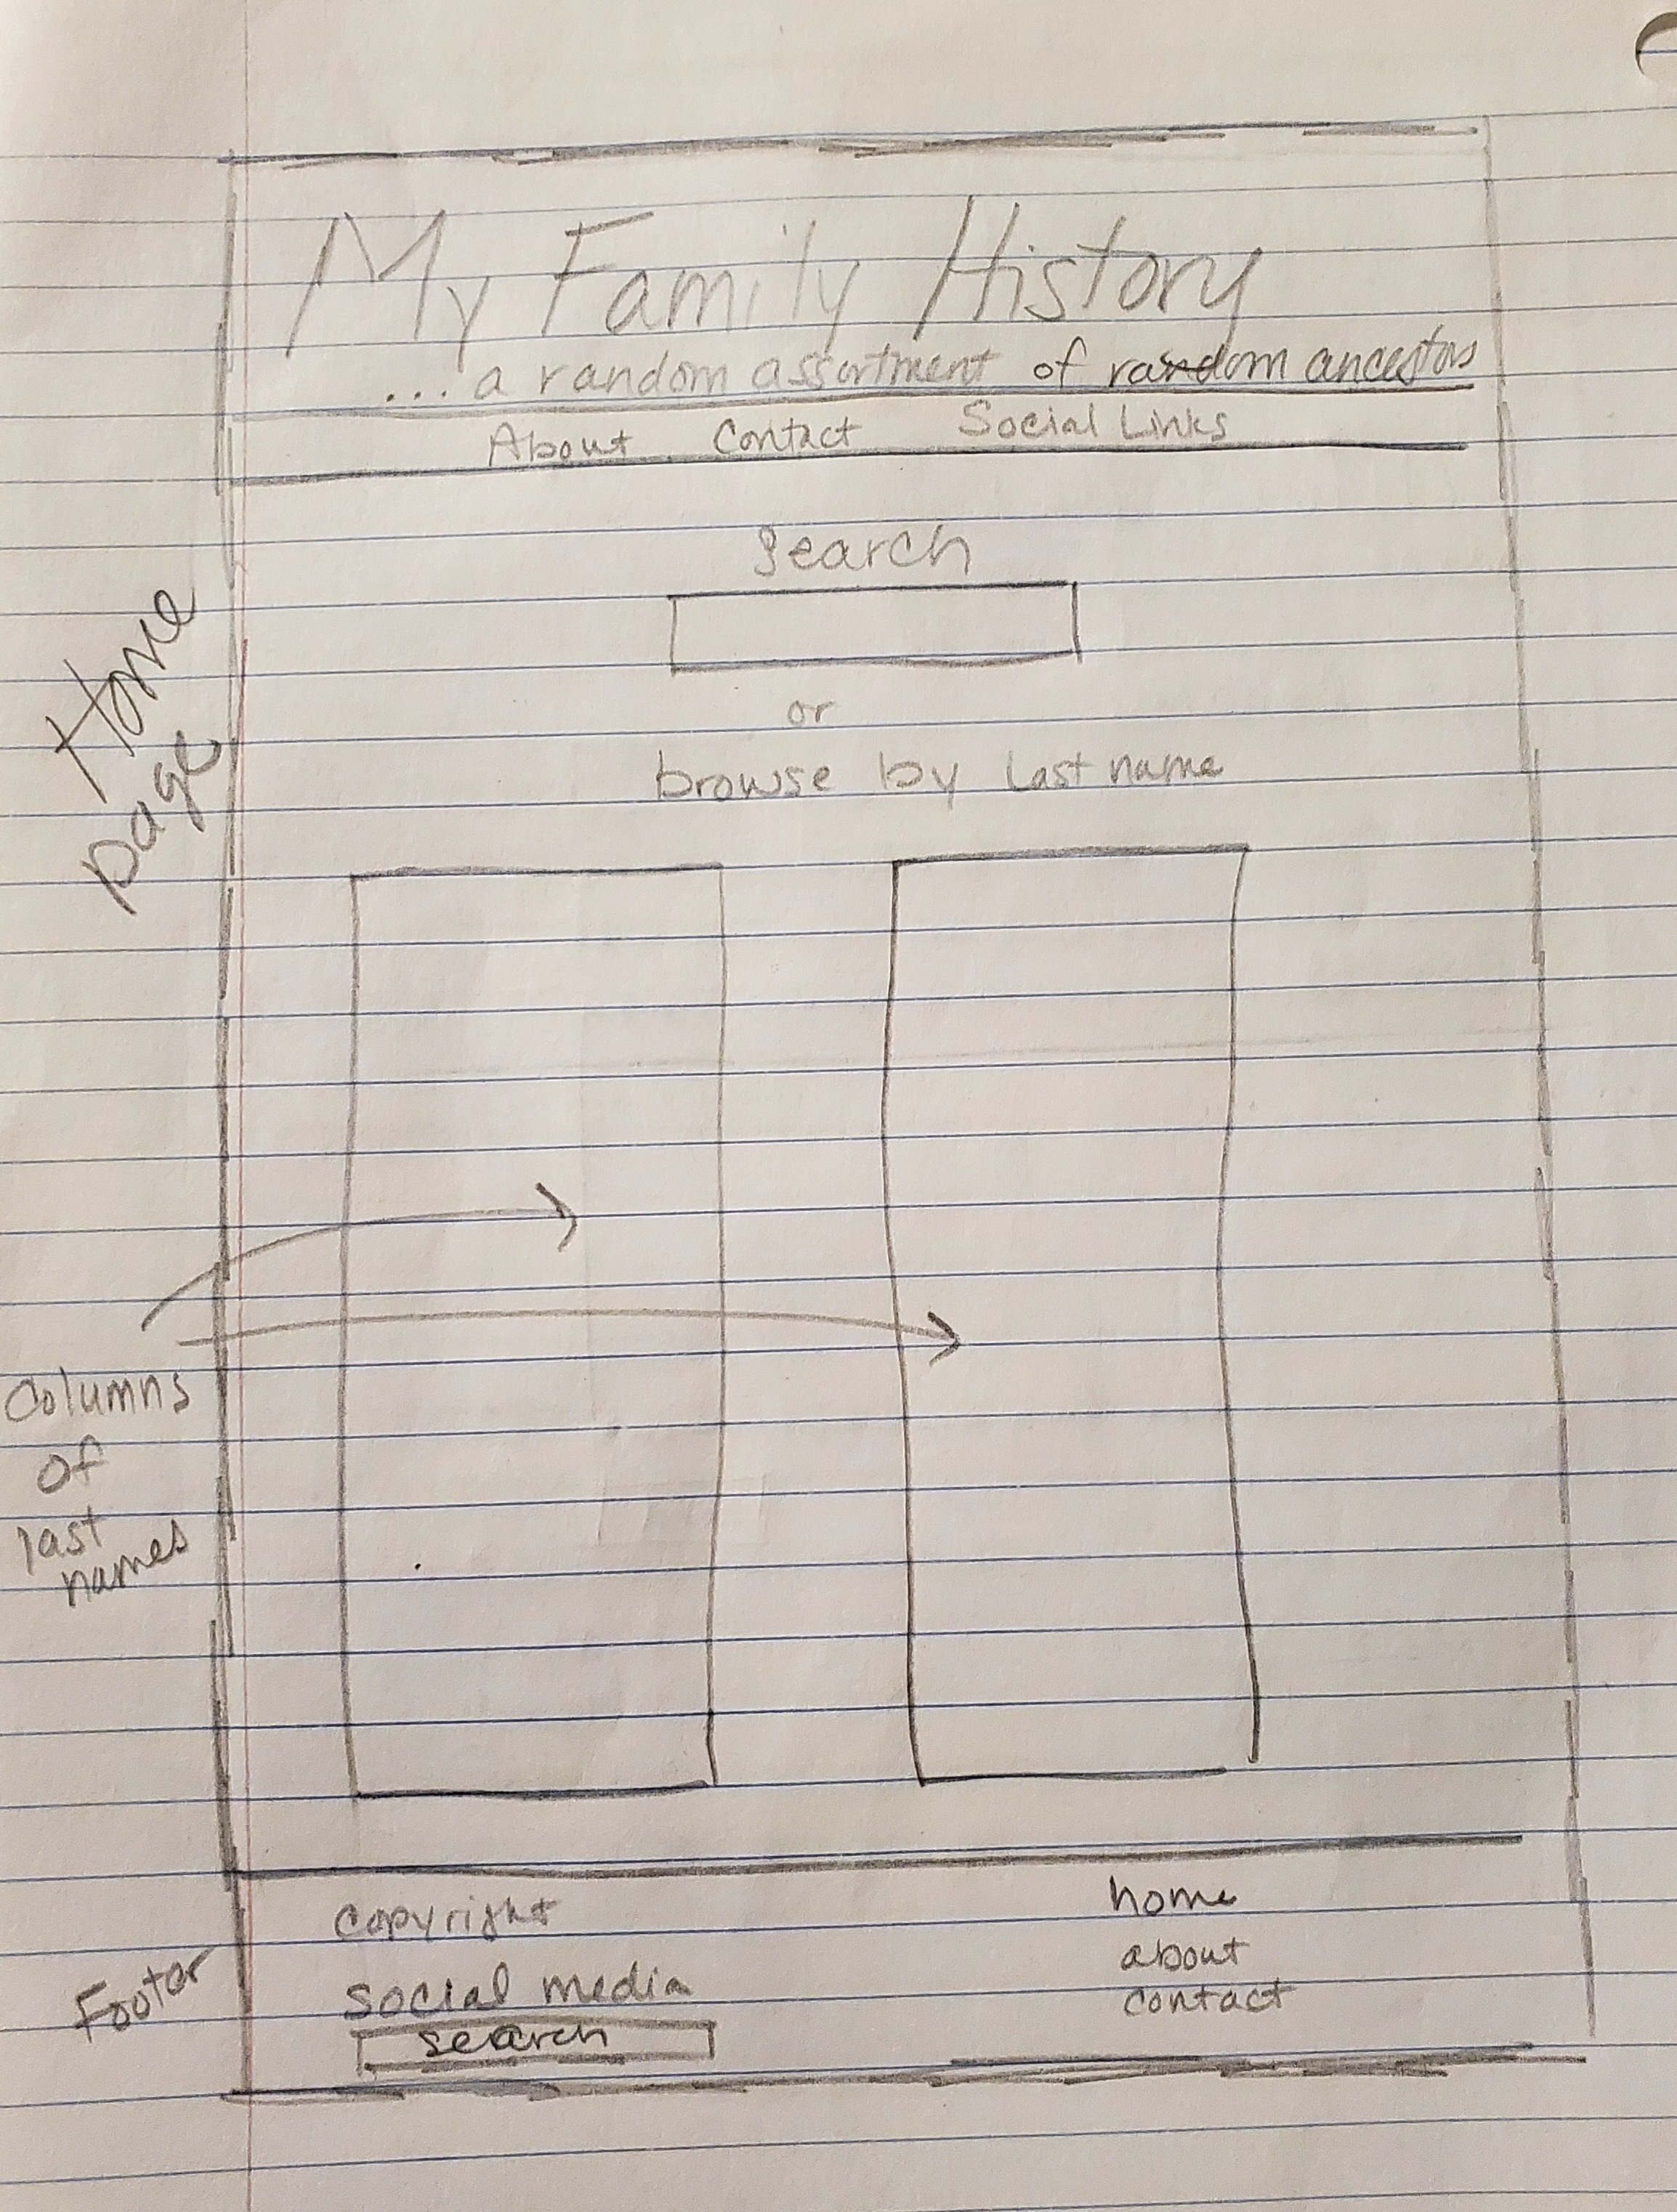 My Family History
.... a random assortment of random ancestors
About Contact Social Links
Search
or
browse by last name
Home
page
Columns
of
last
names
Footer
copyright
social media
search
home
about
contact